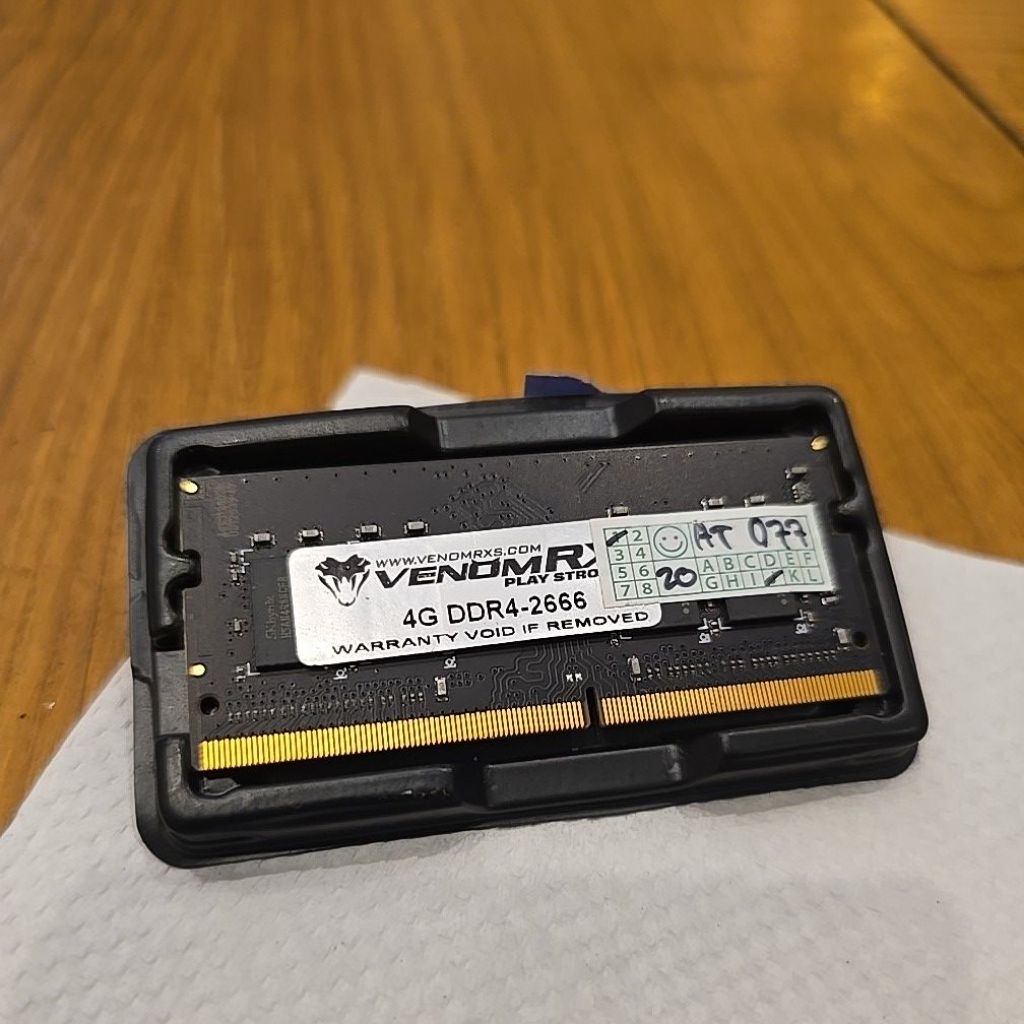 WWW.VENOMRXS.COM
VENOMRX
PLAY STRO
4G DDR4-2666
WARRANTY VOID IF REMOVED
2 AT 077
3 4
5 6 20 A B C D E F
7 8 G H I K L
SKhynix